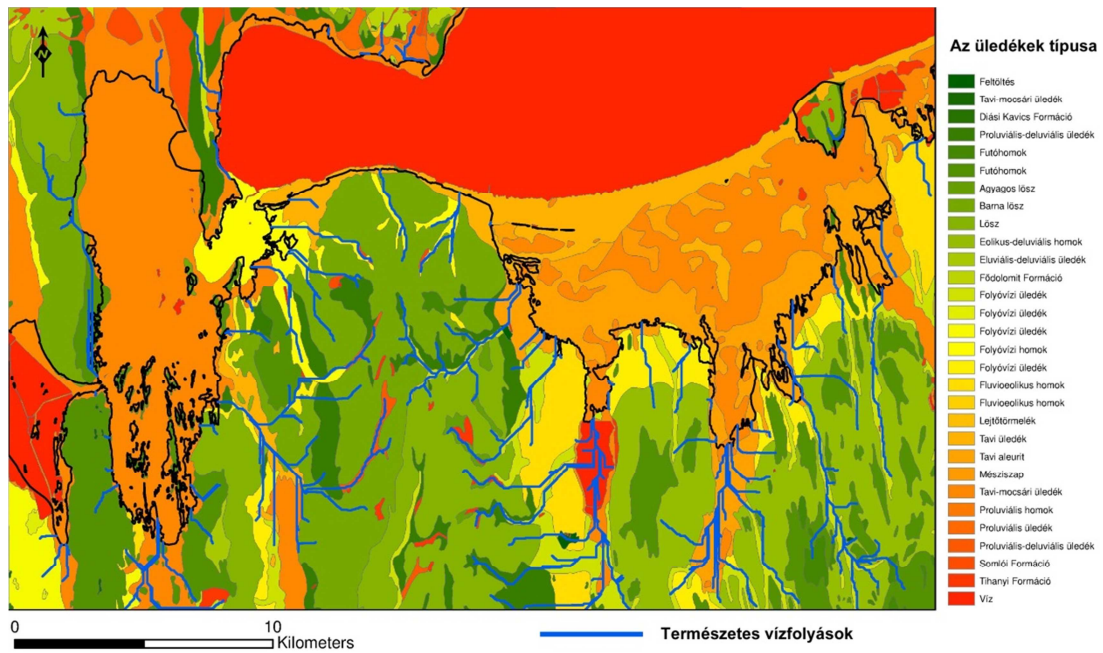 N
Az üledékek típusa
Feltöltés
Tavi-mocsári üledék
Diási Kavics Formáció
Proluviális-deluviális üledék
Futóhomok
Futóhomok
Agyagos lösz
Barna lösz
Lösz
Eolikus-deluviális homok
Eluviális-deluviális üledék
Fődolomit Formáció
Folyóvízi üledék
Folyóvízi üledék
Folyóvízi üledék
Folyóvízi homok
Folyóvízi üledék
Fluvioeolikus homok
Fluvioeolikus homok
Lejtőtörmelék
Tavi üledék
Tavi aleurit
Mésziszap
Tavi-mocsári üledék
Proluviális homok
Proluviális üledék
Proluviális-deluviális üledék
Somlói Formáció
Tihanyi Formáció
Víz
0 10
Kilometers
Természetes vízfolyások